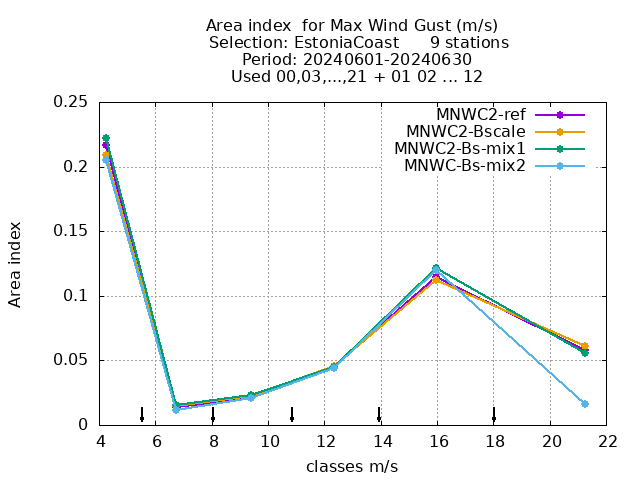 Area index  for Max Wind Gust (m/s)
Selection: EstoniaCoast      9 stations
Period: 20240601-20240630
Used 00,03,...,21 + 01 02 ... 12
MNWC2-ref
MNWC2-Bscale
MNWC2-Bs-mix1
MNWC-Bs-mix2
0.25
0.2
0.15
0.1
0.05
0
Area index
4 6 8 10 12 14 16 18 20 22
classes m/s